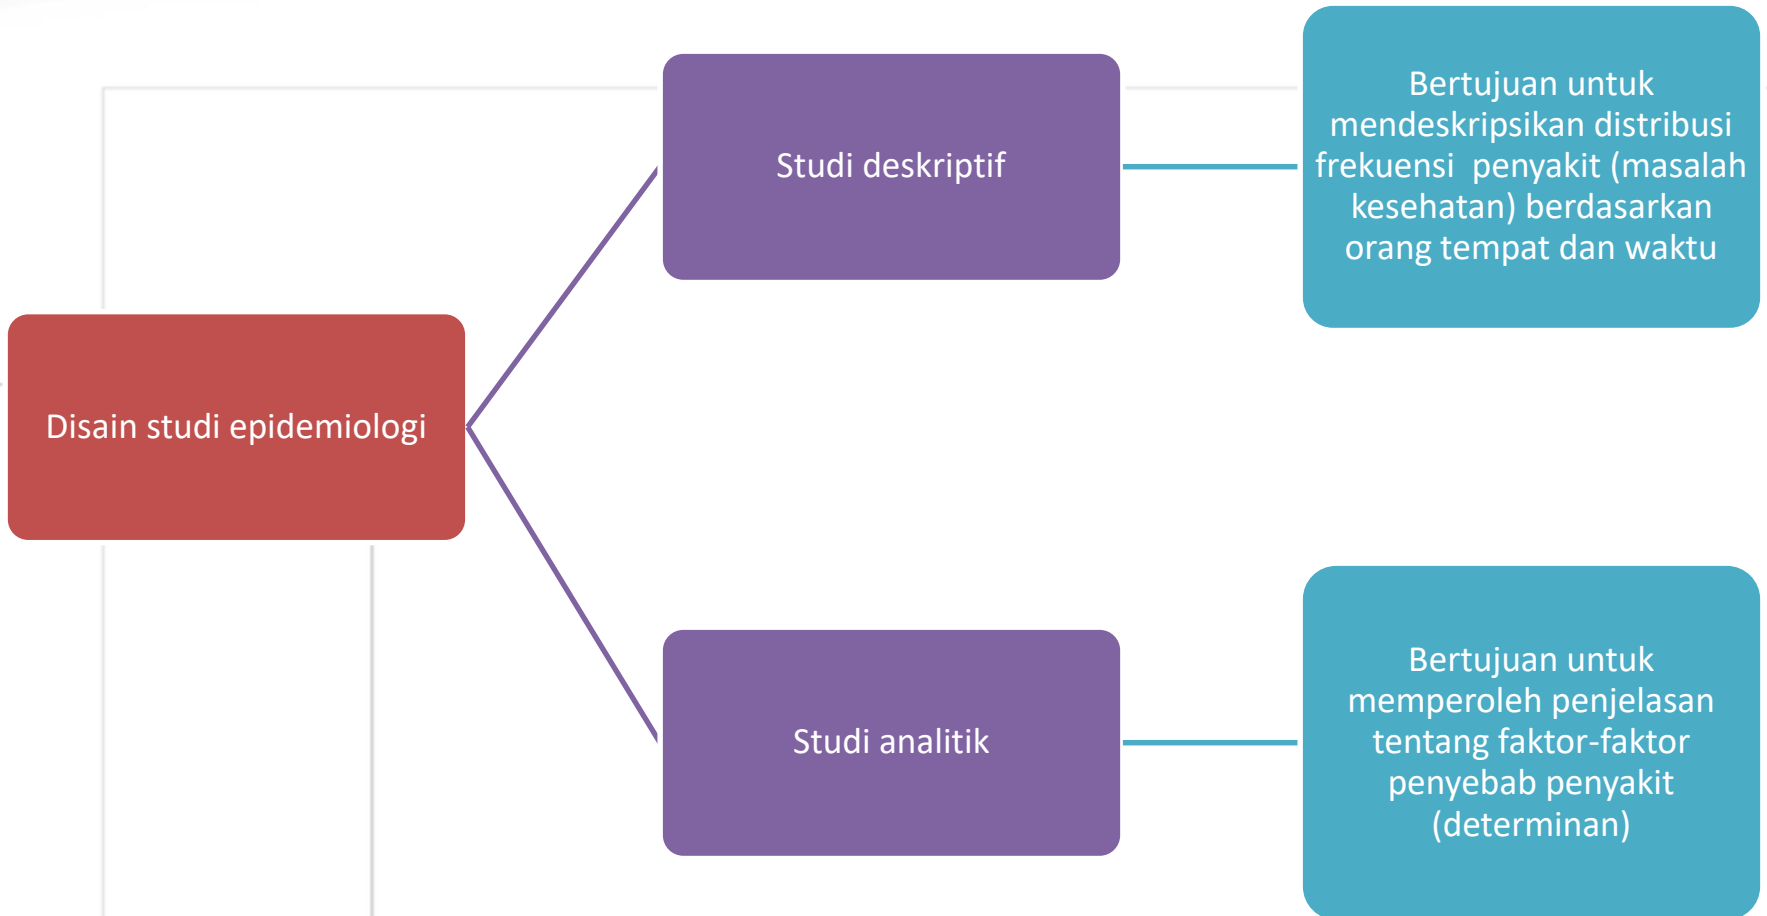 Disain studi epidemiologi
Studi deskriptif
Bertujuan untuk
mendeskripsikan distribusi
frekuensi penyakit (masalah
kesehatan) berdasarkan
orang tempat dan waktu
Studi analitik
Bertujuan untuk
memperoleh penjelasan
tentang faktor-faktor
penyebab penyakit
(determinan)